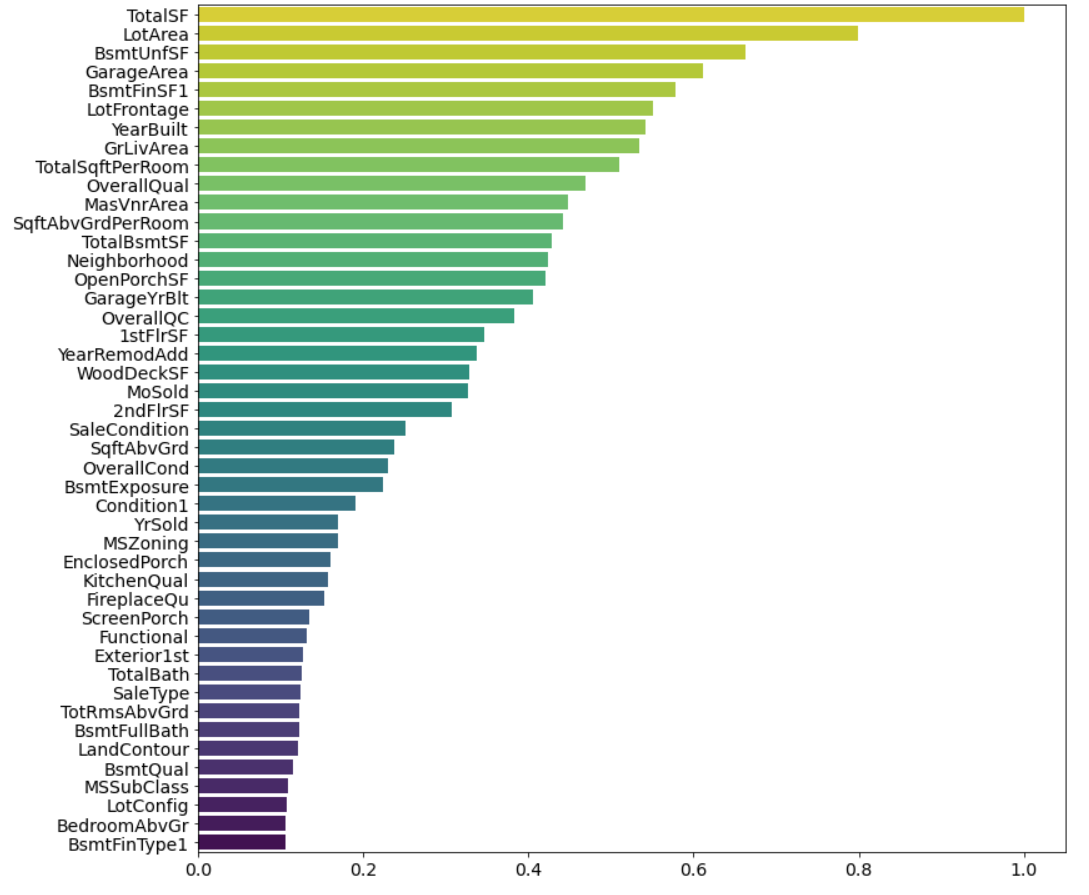 TotalSF
LotArea
BsmtUnfSF
GarageArea
BsmtFinSF1
LotFrontage
YearBuilt
GrLivArea
TotalSqftPerRoom
OverallQual
MasVnrArea
SqftAbvGrdPerRoom
TotalBsmtSF
Neighborhood
OpenPorchSF
GarageYrBlt
OverallQC
1stFlrSF
YearRemodAdd
WoodDeckSF
MoSold
2ndFlrSF
SaleCondition
SqftAbvGrd
OverallCond
BsmtExposure
Condition1
YrSold
MSZoning
EnclosedPorch
KitchenQual
FireplaceQu
ScreenPorch
Functional
Exterior1st
TotalBath
SaleType
TotRmsAbvGrd
BsmtFullBath
LandContour
BsmtQual
MSSubClass
LotConfig
BedroomAbvGr
BsmtFinType1
0.0 0.2 0.4 0.6 0.8 1.0